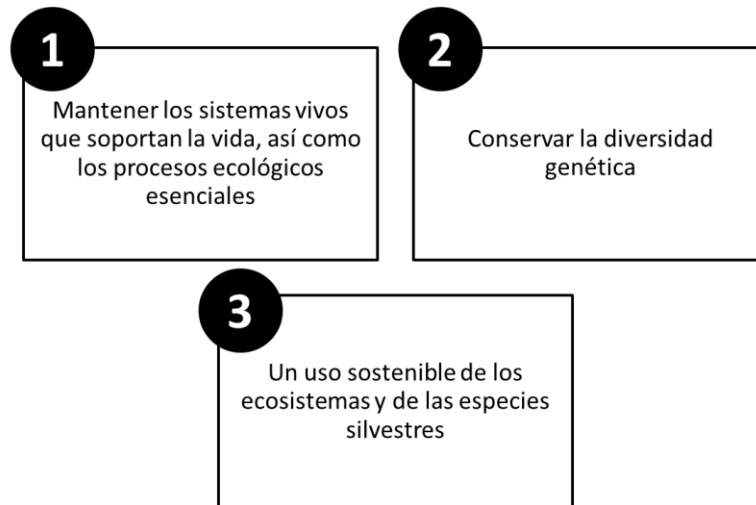 1
Mantener los sistemas vivos
que soportan la vida, así como
los procesos ecológicos
esenciales
2
Conservar la diversidad
genética
3
Un uso sostenible de los
ecosistemas y de las especies
silvestres